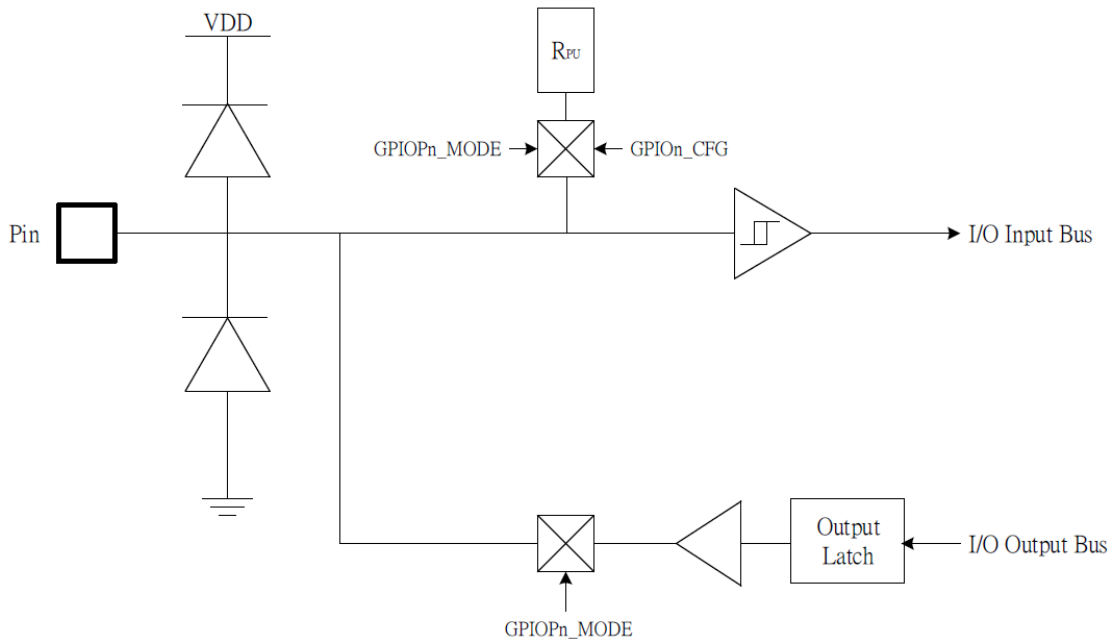 VDD
RPU
GPIOPn_MODE
GPIOn_CFG
Pin
I/O Input Bus
Output
Latch
I/O Output Bus
GPIOPn_MODE